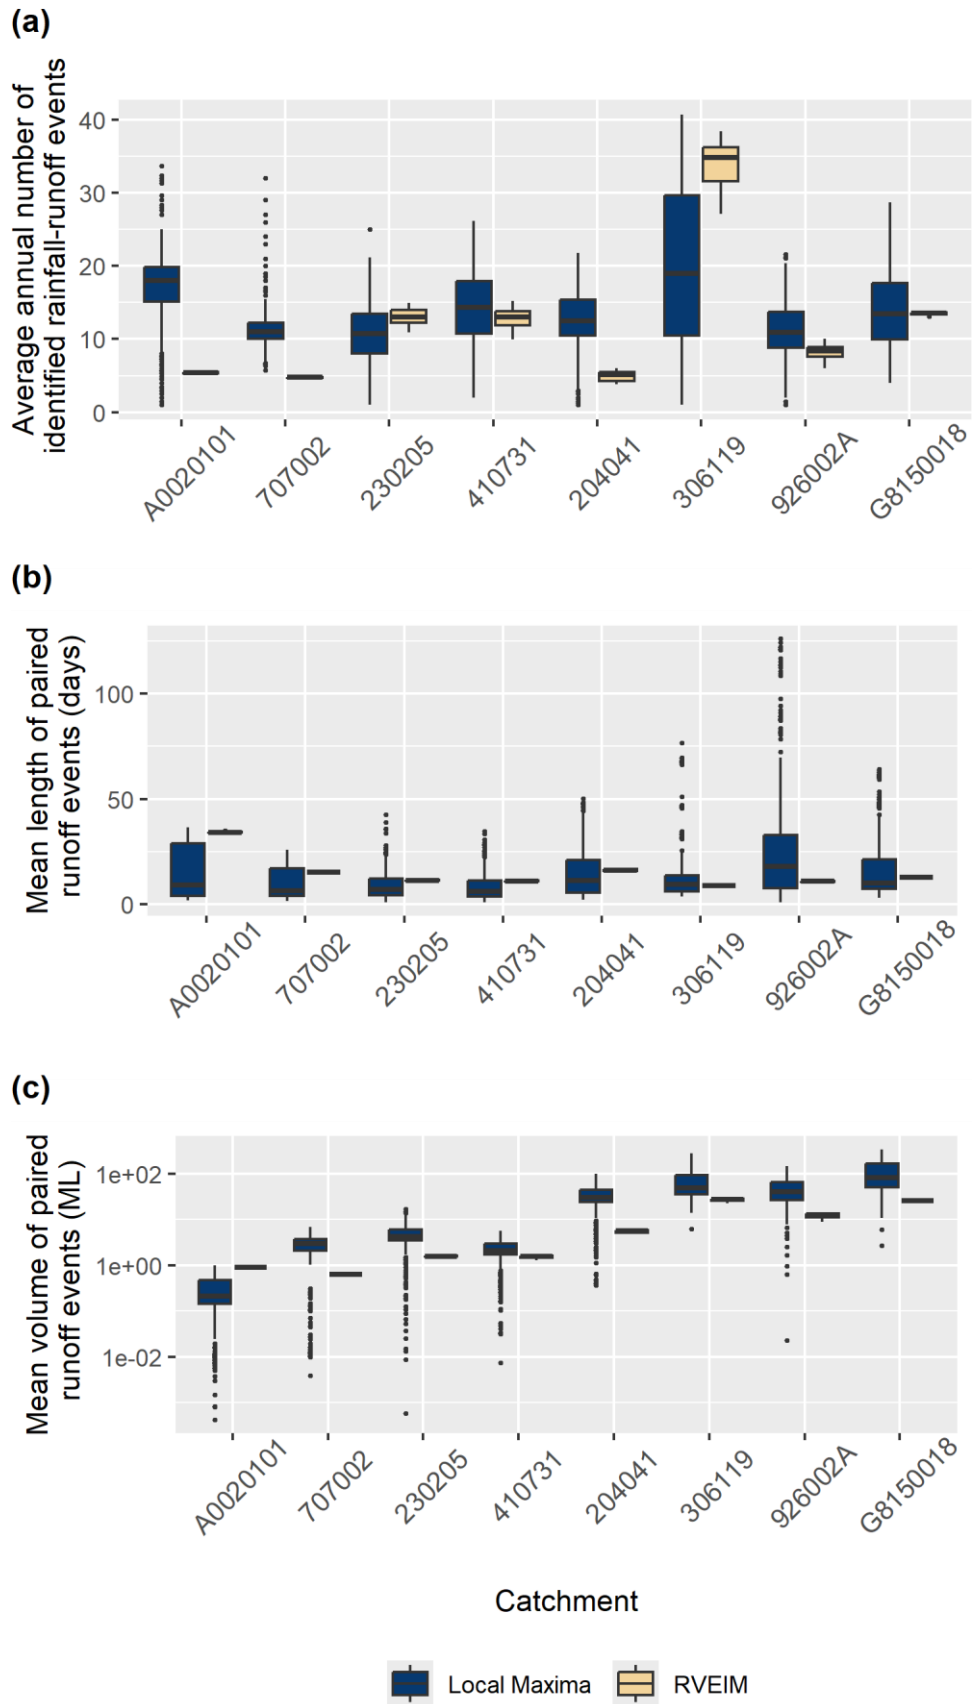 (a)
Average annual number of
identified rainfall-runoff events
40
30
20
10
0
A0020101
707002
230205
410731
204041
306119
926002A
G8150018
(b)
Mean length of paired
runoff events (days)
100
50
0
A0020101
707002
230205
410731
204041
306119
926002A
G8150018
(c)
Mean volume of paired
runoff events (ML)
1e+02
1e+00
1e-02
A0020101
707002
230205
410731
204041
306119
926002A
G8150018
Catchment
Local Maxima
RVEIM